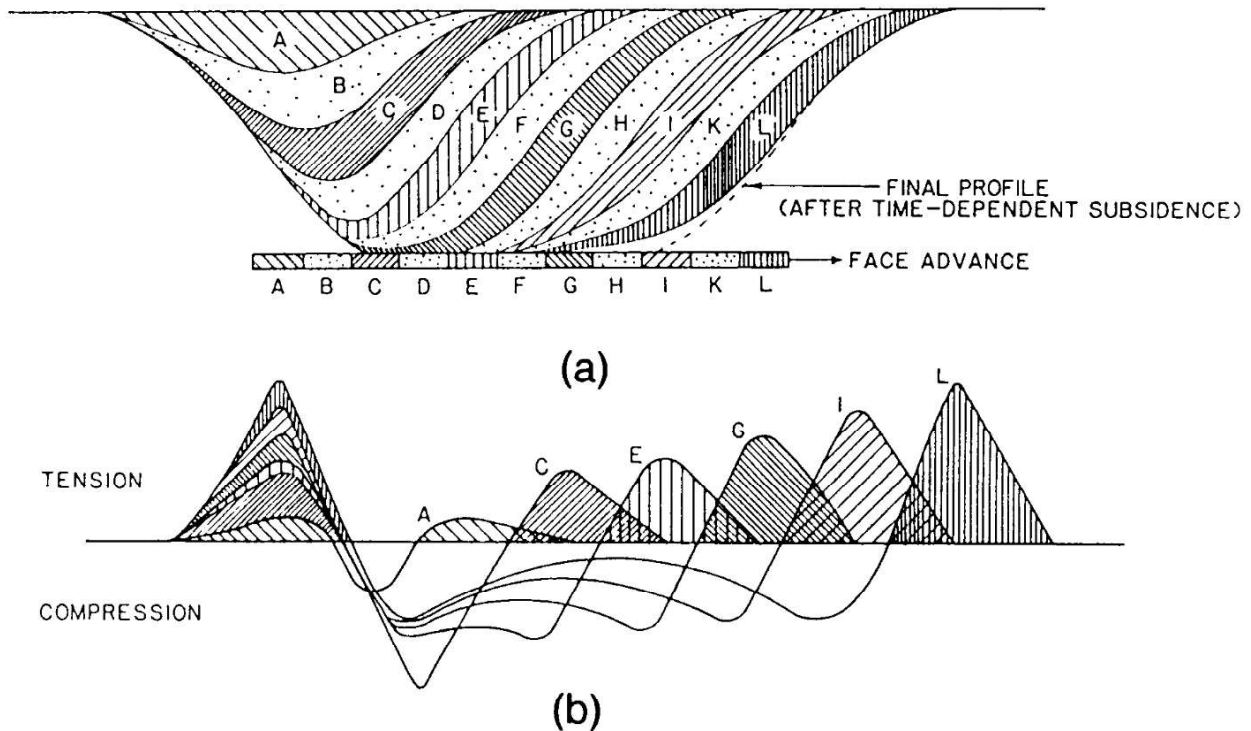 A
B
C
D
E
F
G
H
I
K
L
FINAL PROFILE
(AFTER TIME-DEPENDENT SUBSIDENCE)
FACE ADVANCE
A B C D E F G H I K L
(a)
L
I
G
E
C
TENSION
A
COMPRESSION
(b)